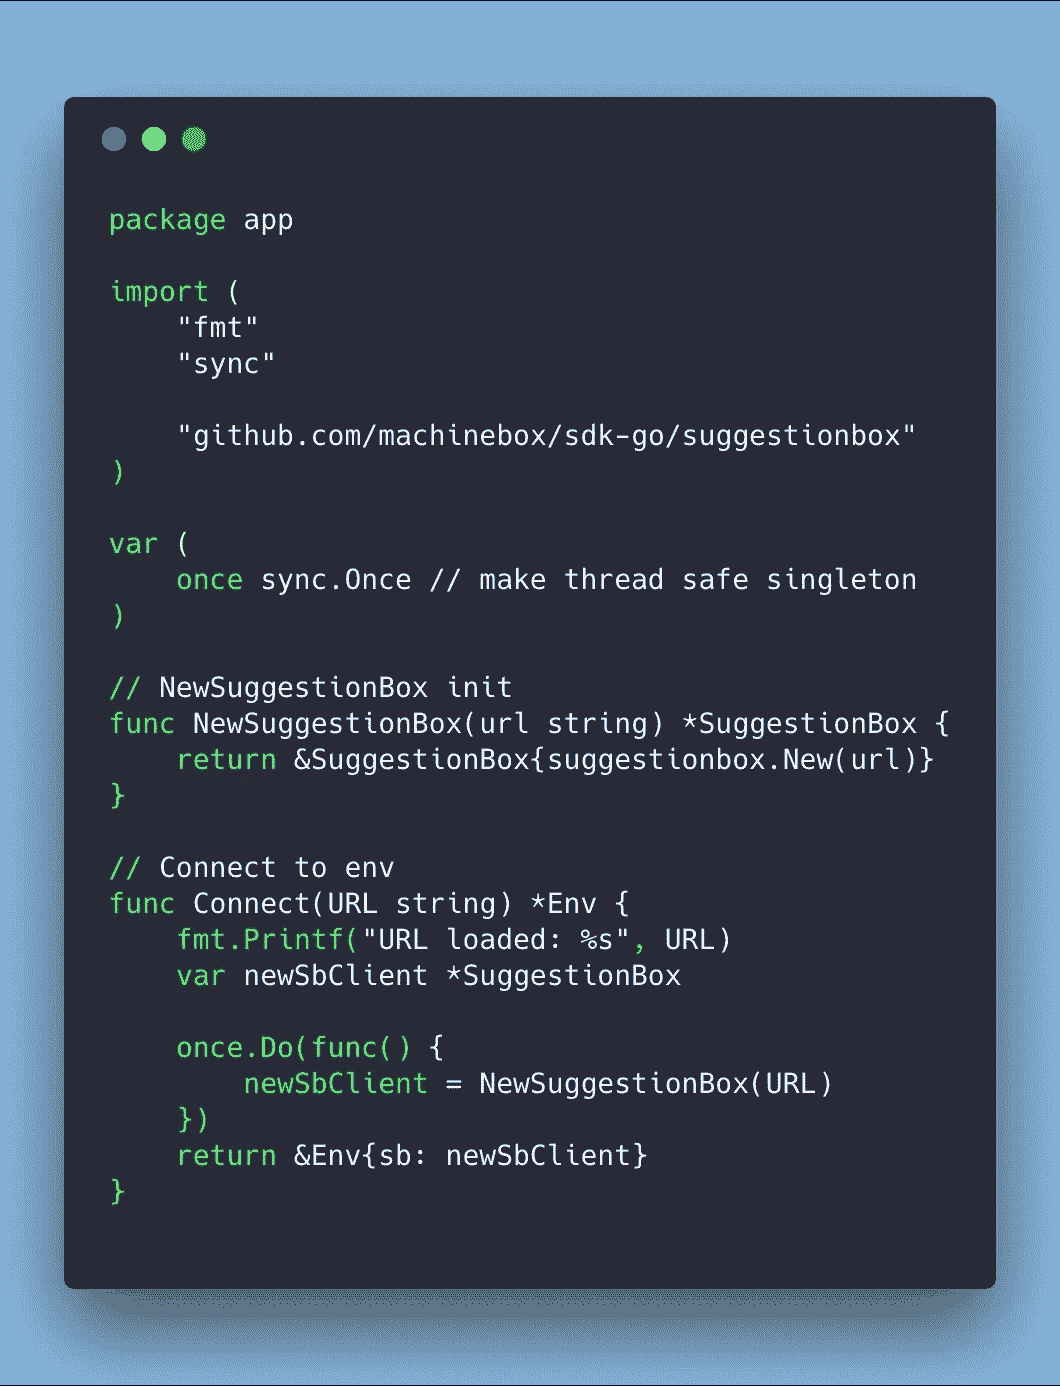 package app
import (
    "fmt"
    "sync"
    "github.com/machinebox/sdk-go/suggestionbox"
)
var (
    once sync.Once // make thread safe singleton
)
// NewSuggestionBox init
func NewSuggestionBox(url string) *SuggestionBox {
    return &SuggestionBox{suggestionbox.New(url)}
}
// Connect to env
func Connect(URL string) *Env {
    fmt.Printf("URL loaded: %s", URL)
    var newSbClient *SuggestionBox
    once.Do(func() {
        newSbClient = NewSuggestionBox(URL)
    })
    return &Env{sb: newSbClient}
}